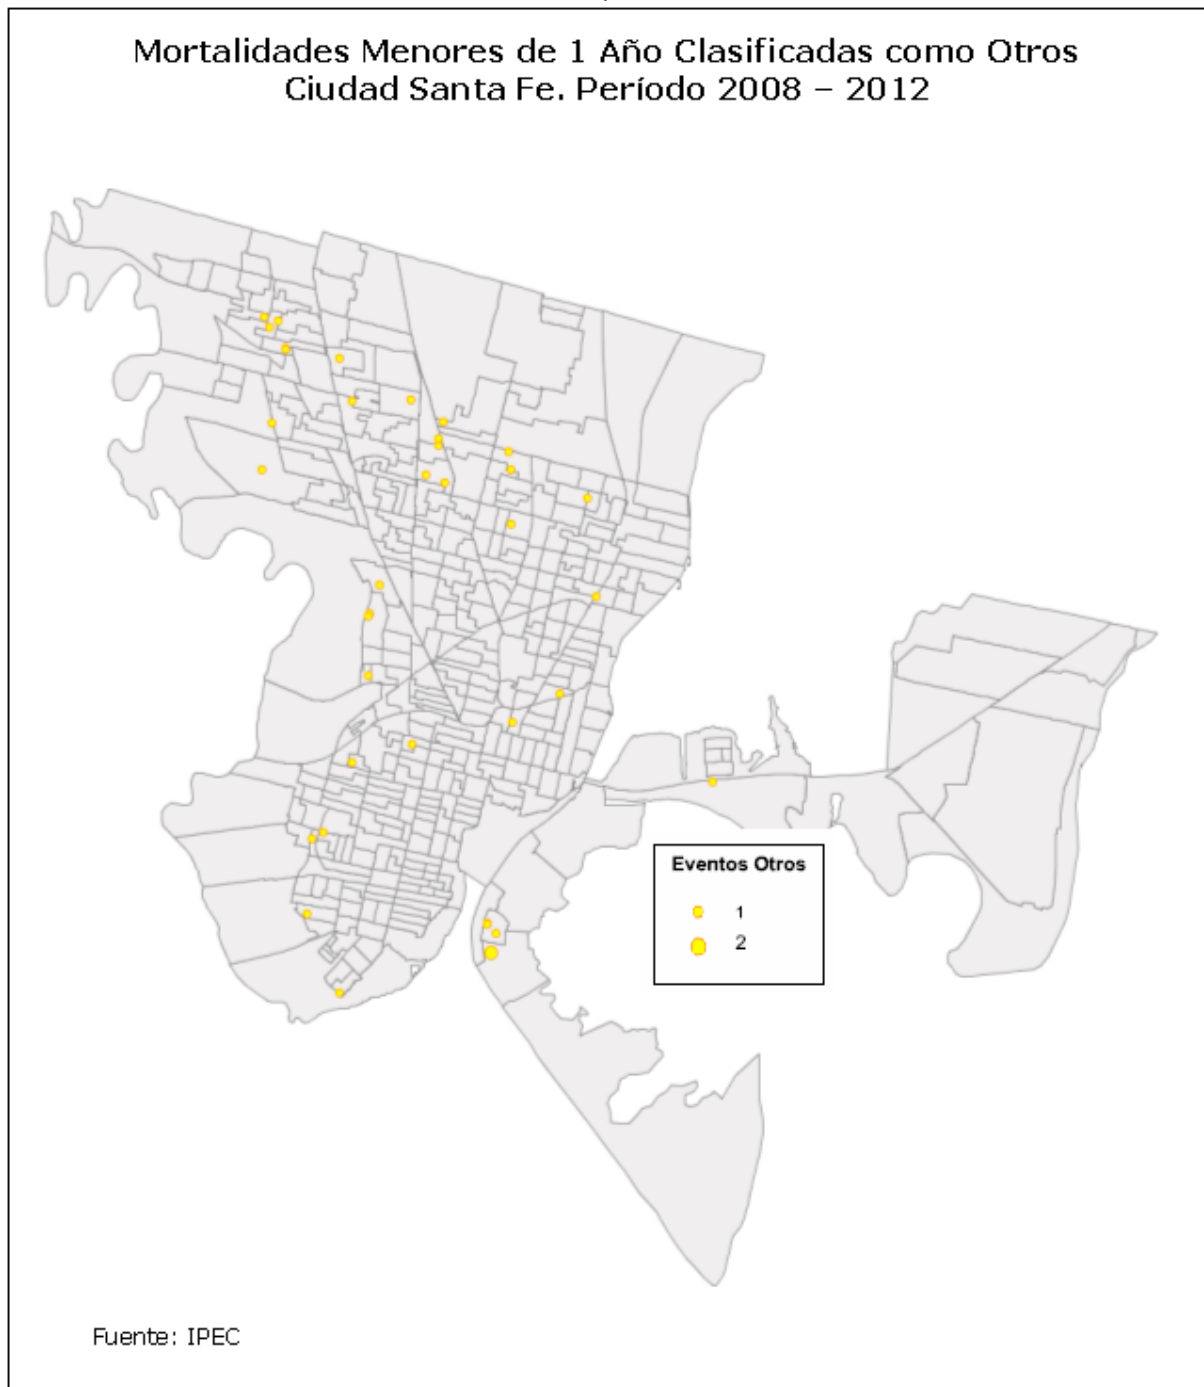 Mortalidades Menores de 1 Año Clasificadas como Otros
Ciudad Santa Fe. Período 2008 – 2012
Eventos Otros
1
2
Fuente: IPEC